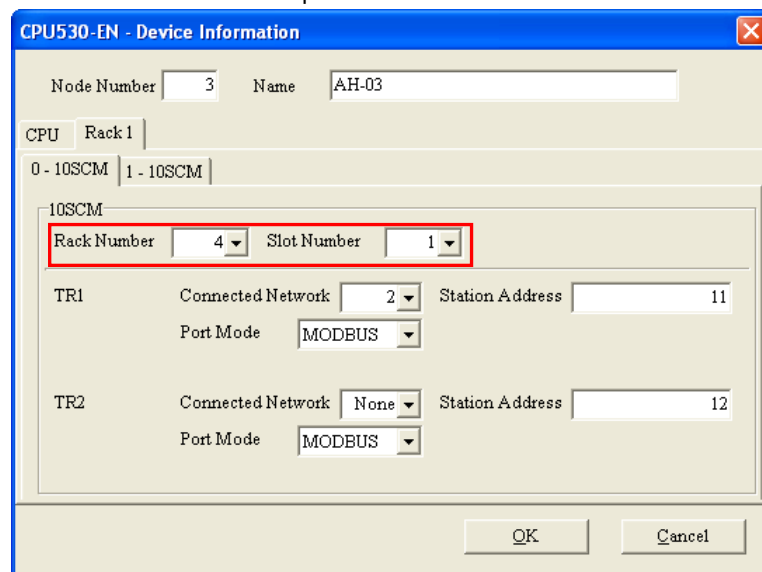 CPU530-EN - Device Information
Node Number 3 Name AH-03
CPU Rack 1
0 - 10SCM 1 - 10SCM
10SCM
Rack Number 4 Slot Number 1
TR1 Connected Network 2 Station Address 11
Port Mode MODBUS
TR2 Connected Network None Station Address 12
Port Mode MODBUS
OK Cancel